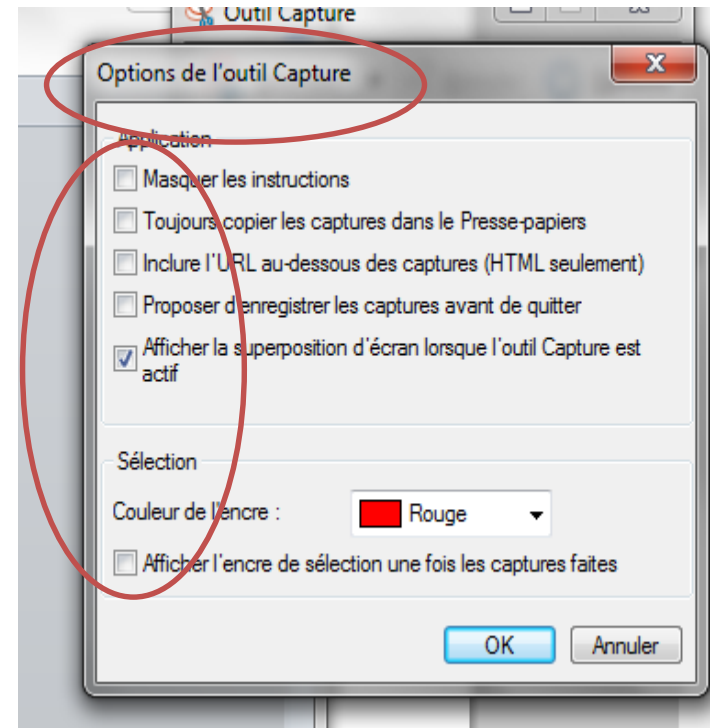 Outil Capture
Options de l'outil Capture
Application
Masquer les instructions
Toujours copier les captures dans le Presse-papiers
Inclure l'URL au-dessous des captures (HTML seulement)
Proposer d'enregistrer les captures avant de quitter
Afficher la superposition d'écran lorsque l'outil Capture est
actif
Sélection
Couleur de l'encre :
Rouge
Afficher l'encre de sélection une fois les captures faites
OK
Annuler